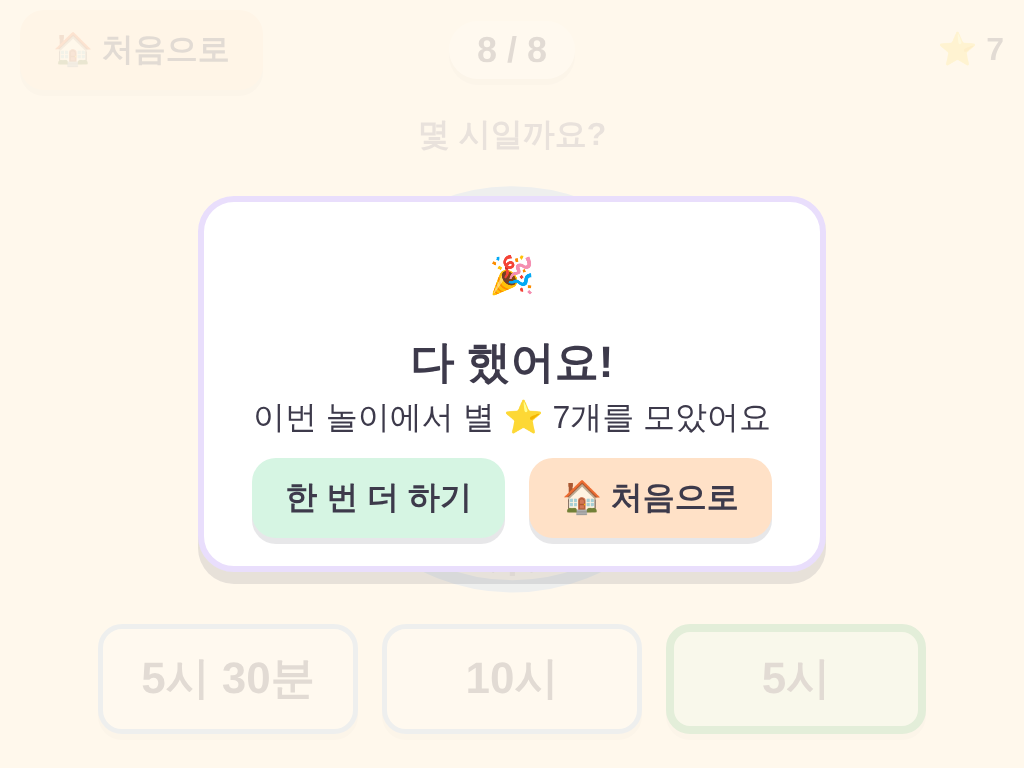 🏠 처음으로
8 / 8
⭐ 7
몇 시일까요?
🎉
다 했어요!
이번 놀이에서 별 ⭐ 7개를 모았어요
한 번 더 하기
🏠 처음으로
5시 30분
10시
5시